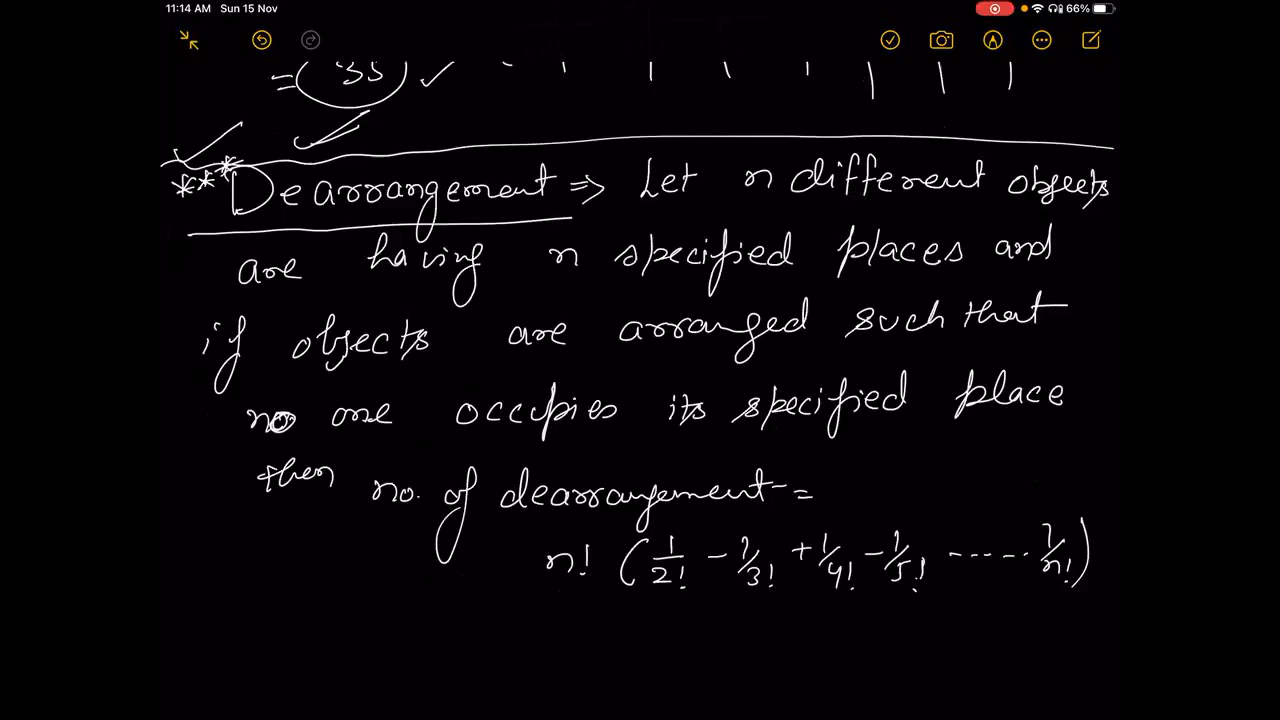 11:14 AM Sun 15 Nov 66%
= 35
*** Dearrangement ⇒ Let n different objects
are having n specified places and
if objects are arranged such that
no one occupies its specified place
then no. of dearrangement =
n! (1/2! - 1/3! + 1/4! - 1/5! ...... 1/n!)